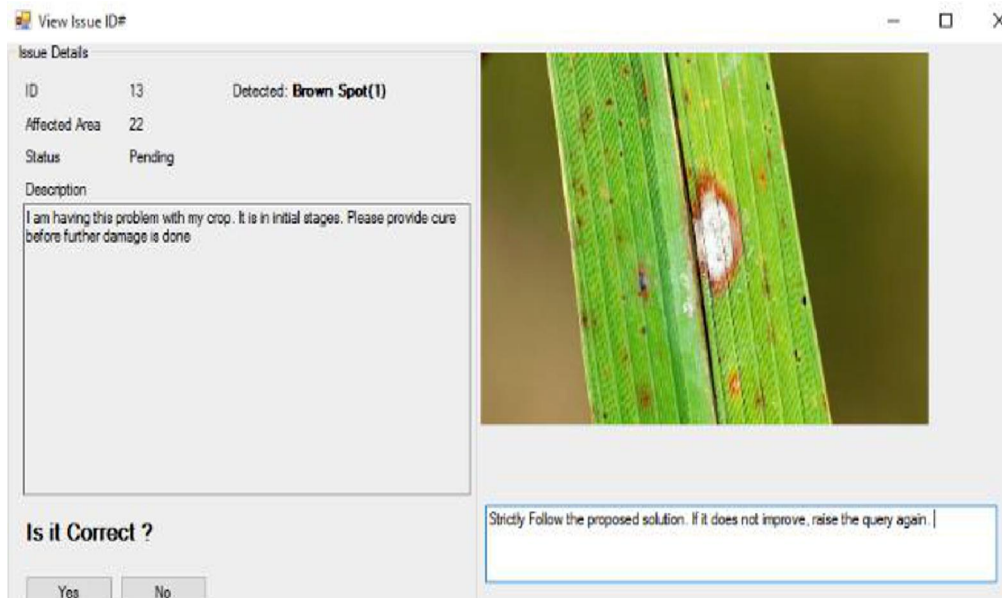 View Issue ID#
Issue Details
ID 13 Detected: Brown Spot(1)
Affected Area 22
Status Pending
Description
I am having this problem with my crop. It is in initial stages. Please provide cure
before further damage is done
Is it Correct ?
Strictly Follow the proposed solution. If it does not improve, raise the query again.
Yes No